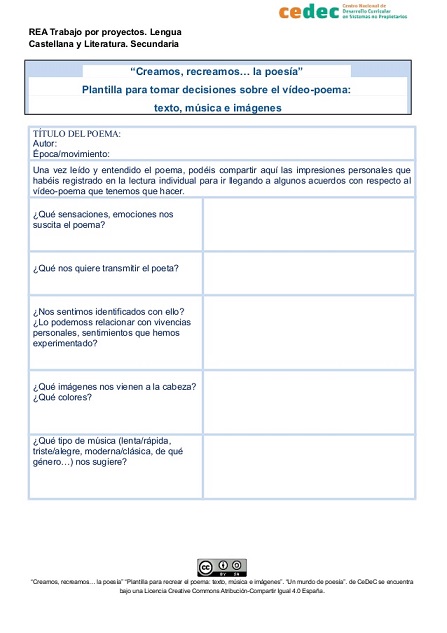 cedec Centro Nacional de
Desarrollo Curricular
en Sistemas no Propietarios
REA Trabajo por proyectos. Lengua
Castellana y Literatura. Secundaria
“Creamos, recreamos… la poesía”
Plantilla para tomar decisiones sobre el vídeo-poema:
texto, música e imágenes
TÍTULO DEL POEMA:
Autor:
Época/movimiento:
Una vez leído y entendido el poema, podéis compartir aquí las impresiones personales que
habéis registrado en la lectura individual para ir llegando a algunos acuerdos con respecto al
vídeo-poema que tenemos que hacer.
¿Qué sensaciones, emociones nos
suscita el poema?
¿Qué nos quiere transmitir el poeta?
¿Nos sentimos identificados con ello?
¿Lo podemoss relacionar con vivencias
personales, sentimientos que hemos
experimentado?
¿Qué imágenes nos vienen a la cabeza?
¿Qué colores?
¿Qué tipo de música (lenta/rápida,
triste/alegre, moderna/clásica, de qué
género…) nos sugiere?
cc BY SA
“Creamos, recreamos… la poesía” “Plantilla para recrear el poema: texto, música e imágenes”. “Un mundo de poesía”. de CeDeC se encuentra
bajo una Licencia Creative Commons Atribución-Compartir Igual 4.0 España.